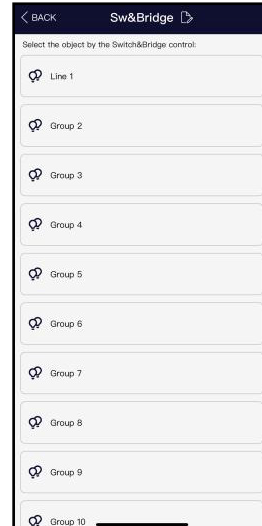 BACK
Sw&Bridge
Select the object by the Switch&Bridge control:
Line 1
Group 2
Group 3
Group 4
Group 5
Group 6
Group 7
Group 8
Group 9
Group 10